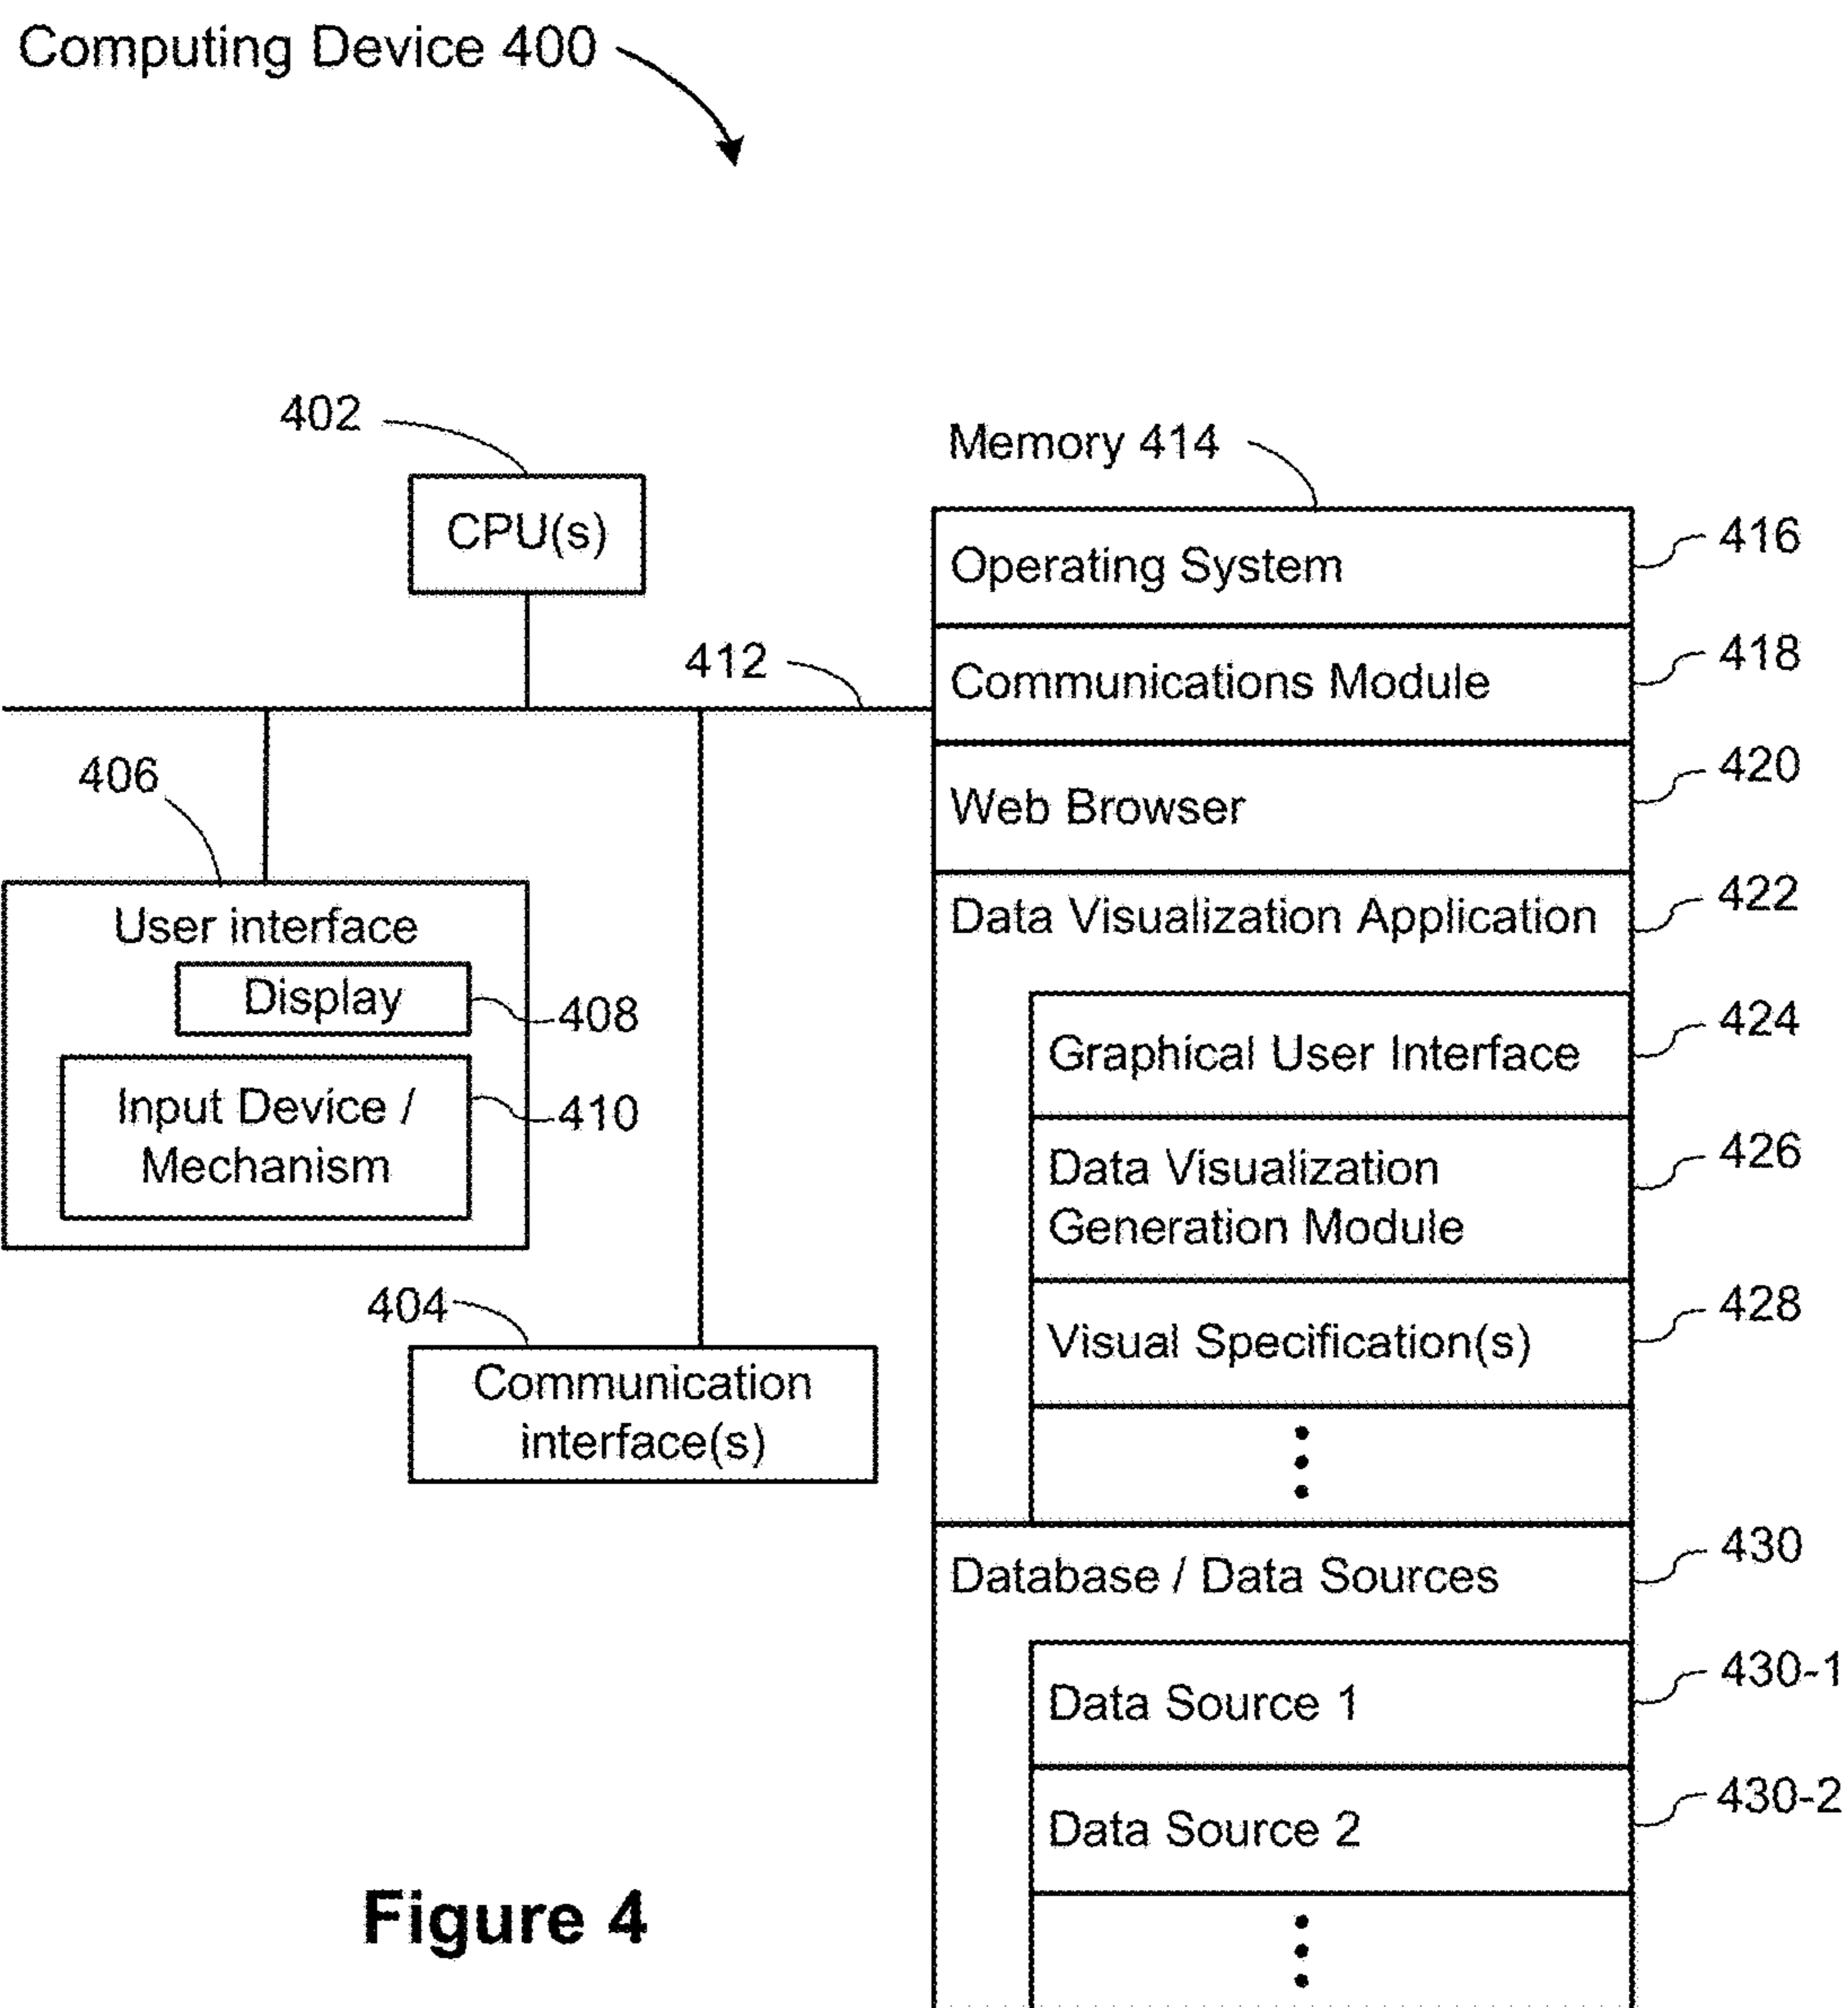 Computing Device 400
402
CPU(s)
412
406
User interface
Display
408
Input Device /
Mechanism
410
404
Communication
interface(s)
Memory 414
Operating System
416
Communications Module
418
Web Browser
420
Data Visualization Application
422
Graphical User Interface
424
Data Visualization
Generation Module
426
Visual Specification(s)
428
Database / Data Sources
430
Data Source 1
430-1
Data Source 2
430-2
Figure 4